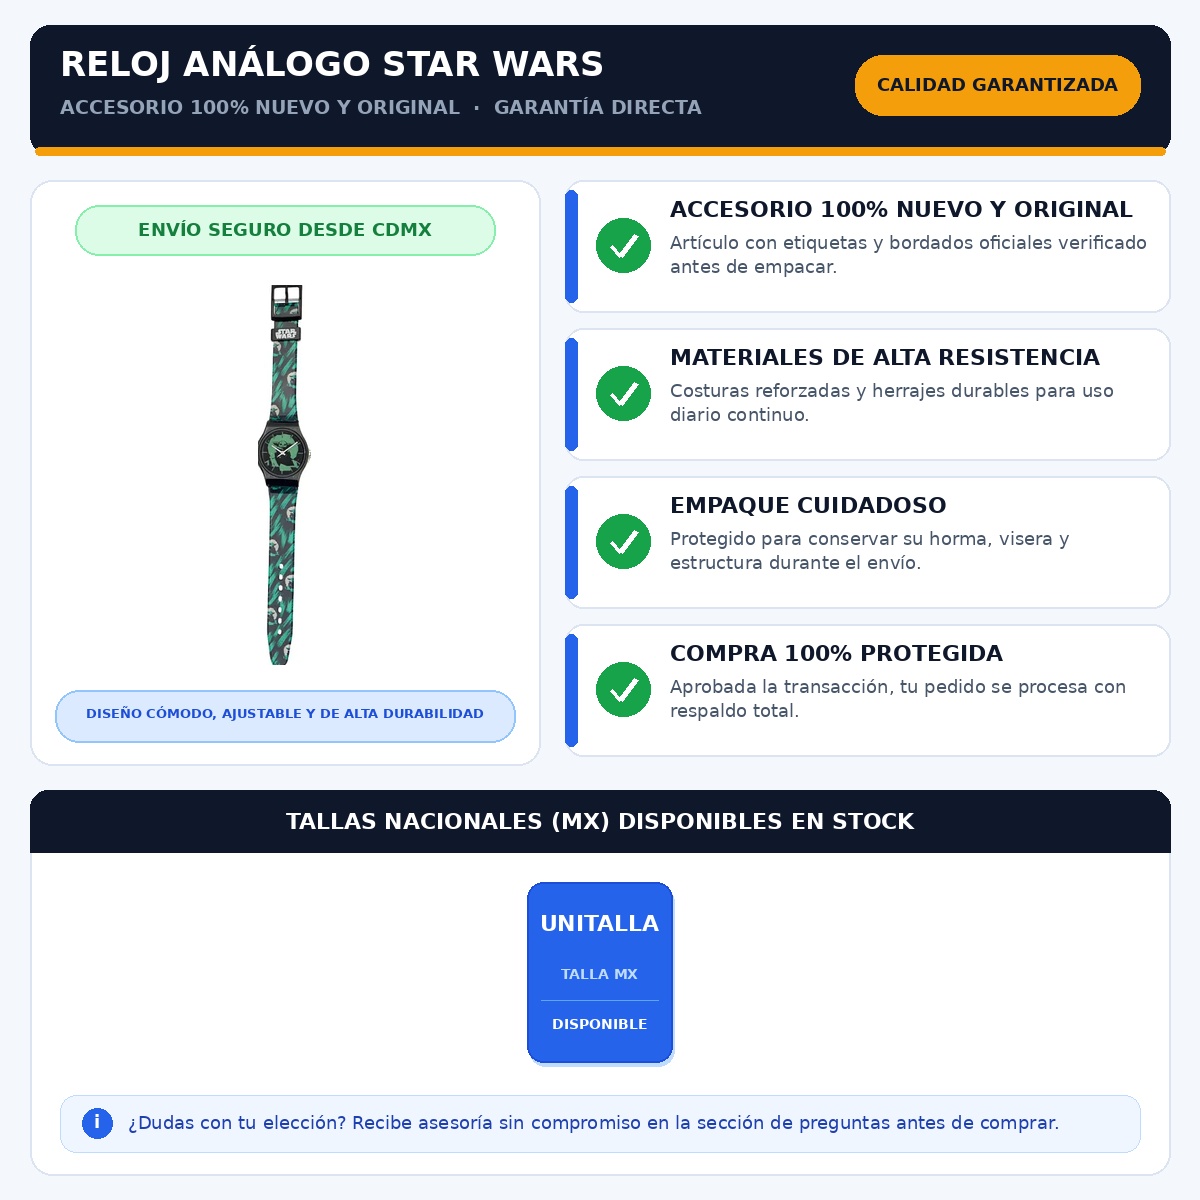 RELOJ ANÁLOGO STAR WARS
ACCESORIO 100% NUEVO Y ORIGINAL · GARANTÍA DIRECTA
CALIDAD GARANTIZADA
ENVÍO SEGURO DESDE CDMX
STAR
WARS
DISEÑO CÓMODO, AJUSTABLE Y DE ALTA DURABILIDAD
ACCESORIO 100% NUEVO Y ORIGINAL
Artículo con etiquetas y bordados oficiales verificado
antes de empacar.
MATERIALES DE ALTA RESISTENCIA
Costuras reforzadas y herrajes durables para uso
diario continuo.
EMPAQUE CUIDADOSO
Protegido para conservar su horma, visera y
estructura durante el envío.
COMPRA 100% PROTEGIDA
Aprobada la transacción, tu pedido se procesa con
respaldo total.
TALLAS NACIONALES (MX) DISPONIBLES EN STOCK
UNITALLA
TALLA MX
DISPONIBLE
i ¿Dudas con tu elección? Recibe asesoría sin compromiso en la sección de preguntas antes de comprar.